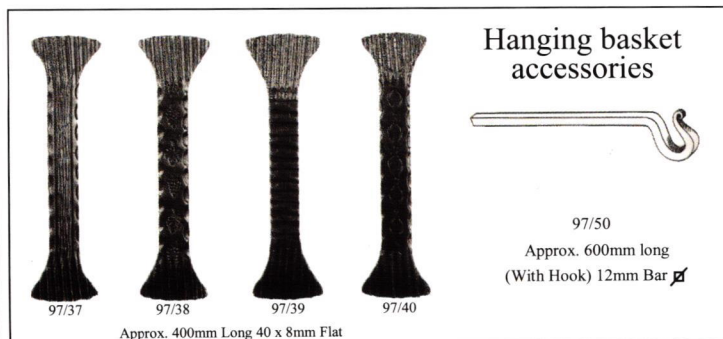 Hanging basket
accessories
97/37 97/38 97/39 97/40
Approx. 400mm Long 40 x 8mm Flat
97/50
Approx. 600mm long
(With Hook) 12mm Bar